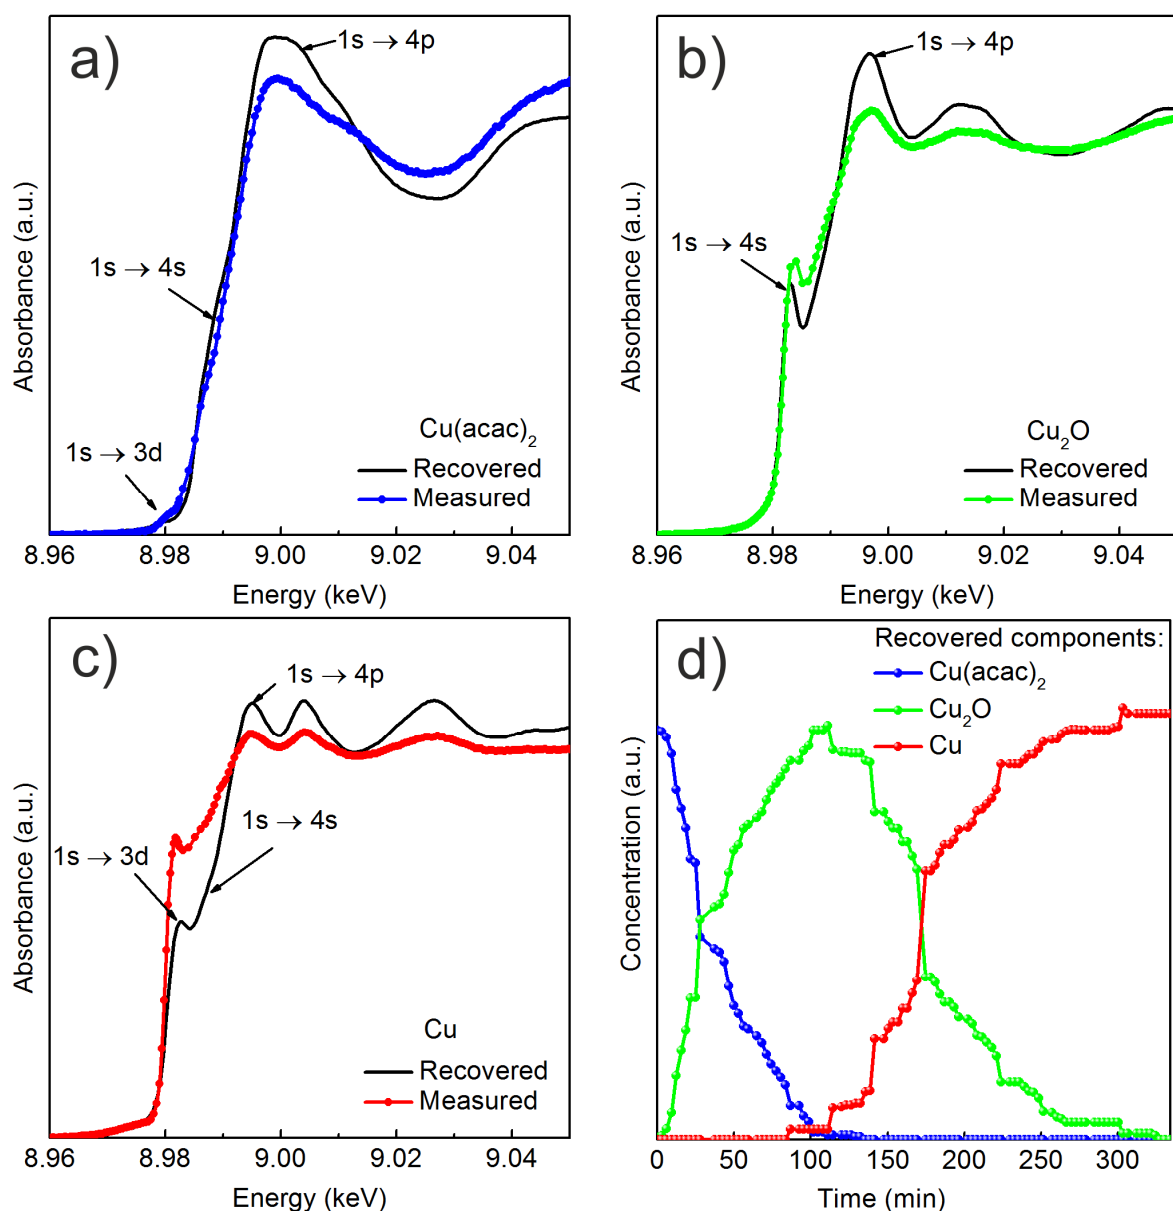 a)
1s → 4p
1s → 4s
1s → 3d
Cu(acac)₂
Recovered
Measured
Absorbance (a.u.)
8.96 8.98 9.00 9.02 9.04
Energy (keV)
b)
1s → 4p
1s → 4s
Cu₂O
Recovered
Measured
Absorbance (a.u.)
8.96 8.98 9.00 9.02 9.04
Energy (keV)
c)
1s → 4p
1s → 4s
1s → 3d
Cu
Recovered
Measured
Absorbance (a.u.)
8.96 8.98 9.00 9.02 9.04
Energy (keV)
d)
Recovered components:
Cu(acac)₂
Cu₂O
Cu
Concentration (a.u.)
0 50 100 150 200 250 300
Time (min)